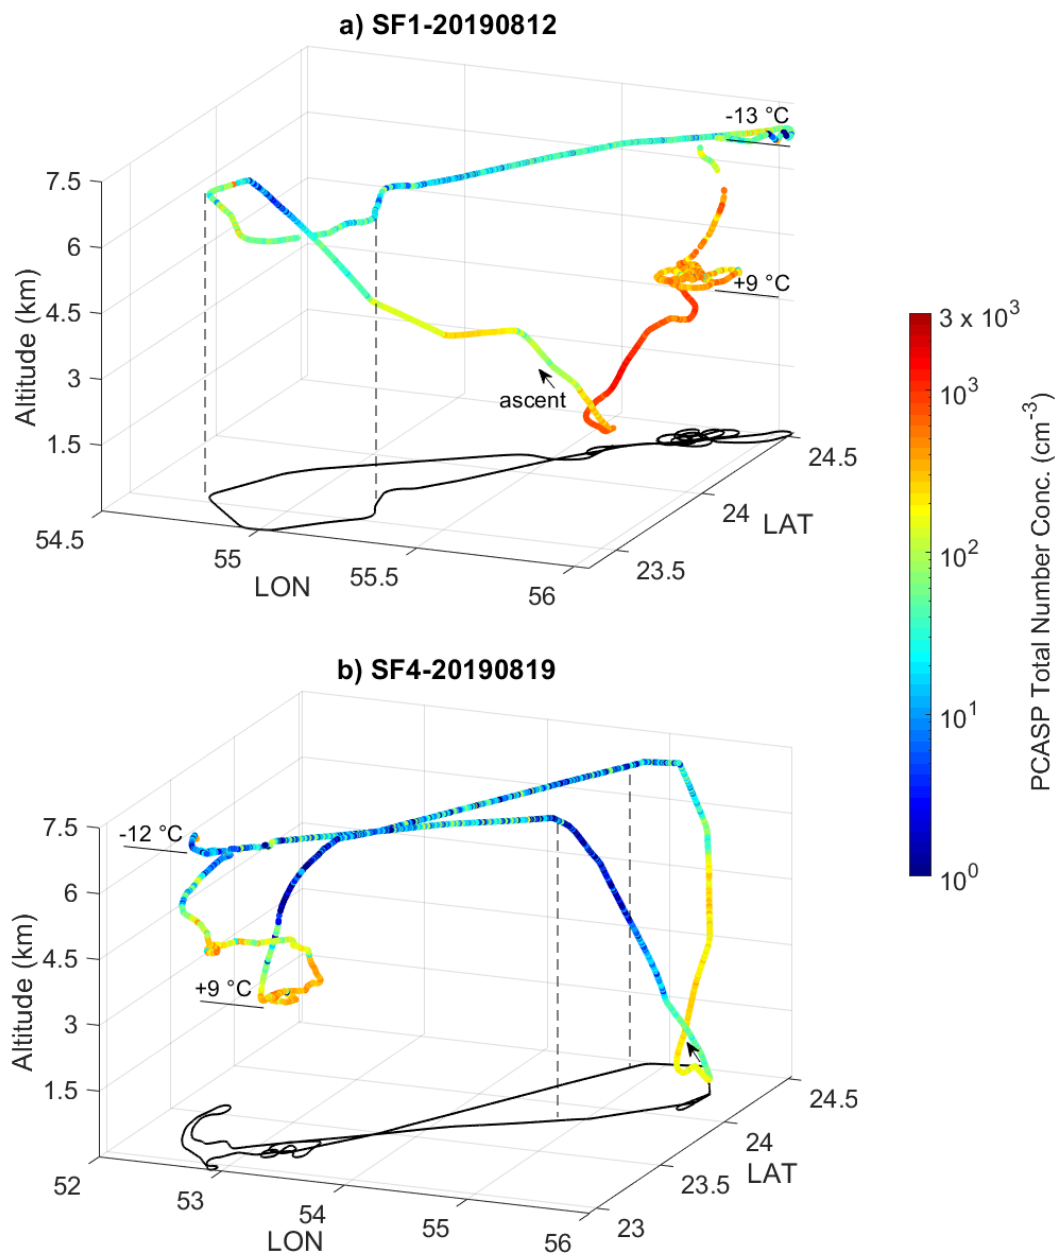 a) SF1-20190812
-13 °C
7.5
6
+9 °C
4.5
3
1.5
Altitude (km)
ascent
54.5
55
55.5
56
LON
24.5
24
23.5
LAT
3 x 10³
10³
10²
10¹
10⁰
PCASP Total Number Conc. (cm⁻³)
b) SF4-20190819
7.5
-12 °C
6
4.5
+9 °C
3
1.5
Altitude (km)
52
53
54
55
56
LON
24.5
24
23.5
23
LAT